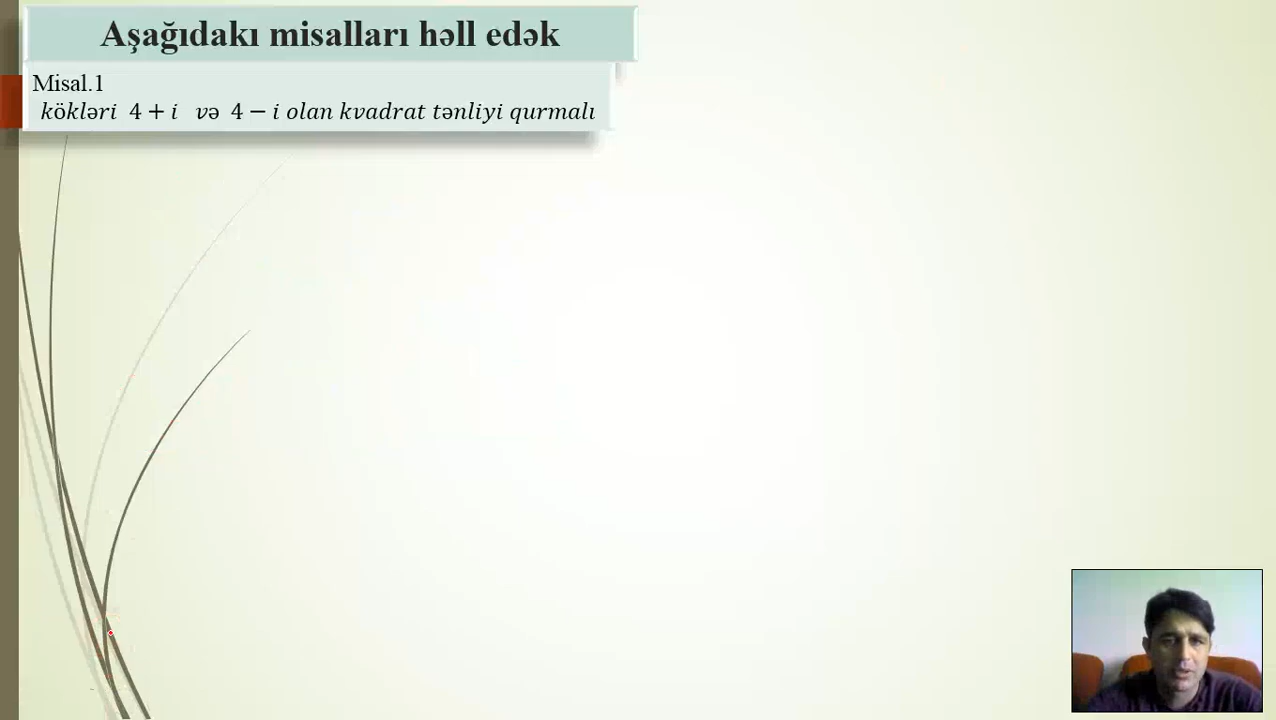 Aşağıdakı misalları həll edək
Misal.1
kökləri 4 + i və 4 − i olan kvadrat tənliyi qurmalı